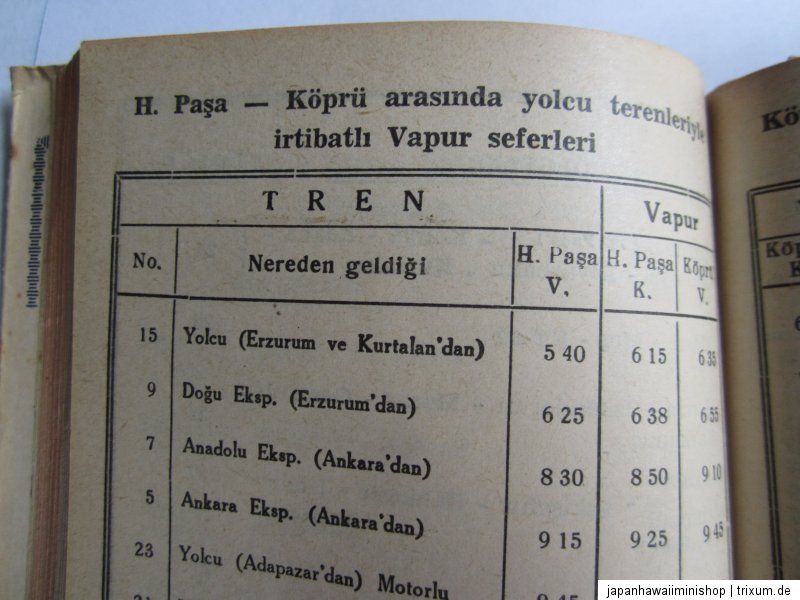 H. Paşa — Köprü arasında yolcu terenleriyle
irtibatlı Vapur seferleri
TREN Vapur
No. Nereden geldiği H. Paşa V. H. Paşa K. Köprü V.
15 Yolcu (Erzurum ve Kurtalan'dan) 5 40 6 15 6 35
9 Doğu Eksp. (Erzurum'dan) 6 25 6 38 6 55
7 Anadolu Eksp. (Ankara'dan) 8 30 8 50 9 10
5 Ankara Eksp. (Ankara'dan) 9 15 9 25 9 45
23 Yolcu (Adapazar'dan) Motorlu
japanhawaiiminishop | trixum.de